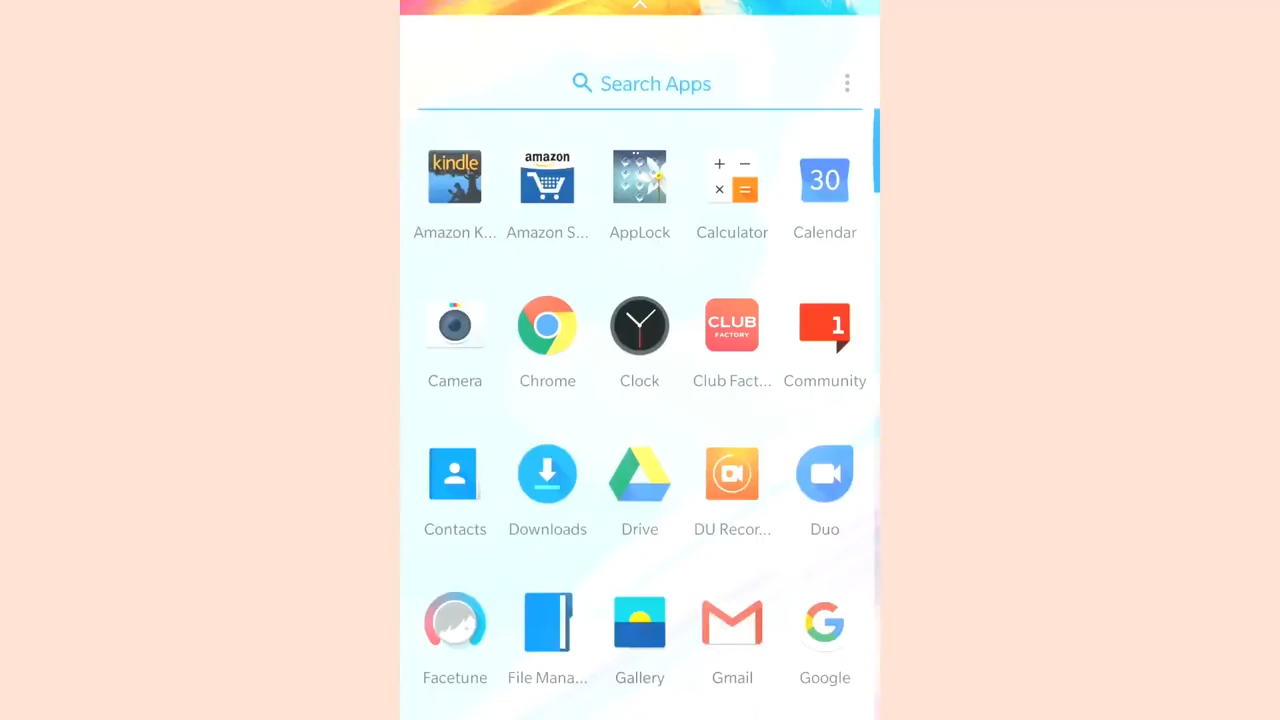 Search Apps
kindle
amazon
+ −
30
× =
Amazon K... Amazon S... AppLock Calculator Calendar
CLUB
FACTORY
1
Camera Chrome Clock Club Fact... Community
Contacts Downloads Drive DU Recor... Duo
Facetune File Mana... Gallery Gmail Google